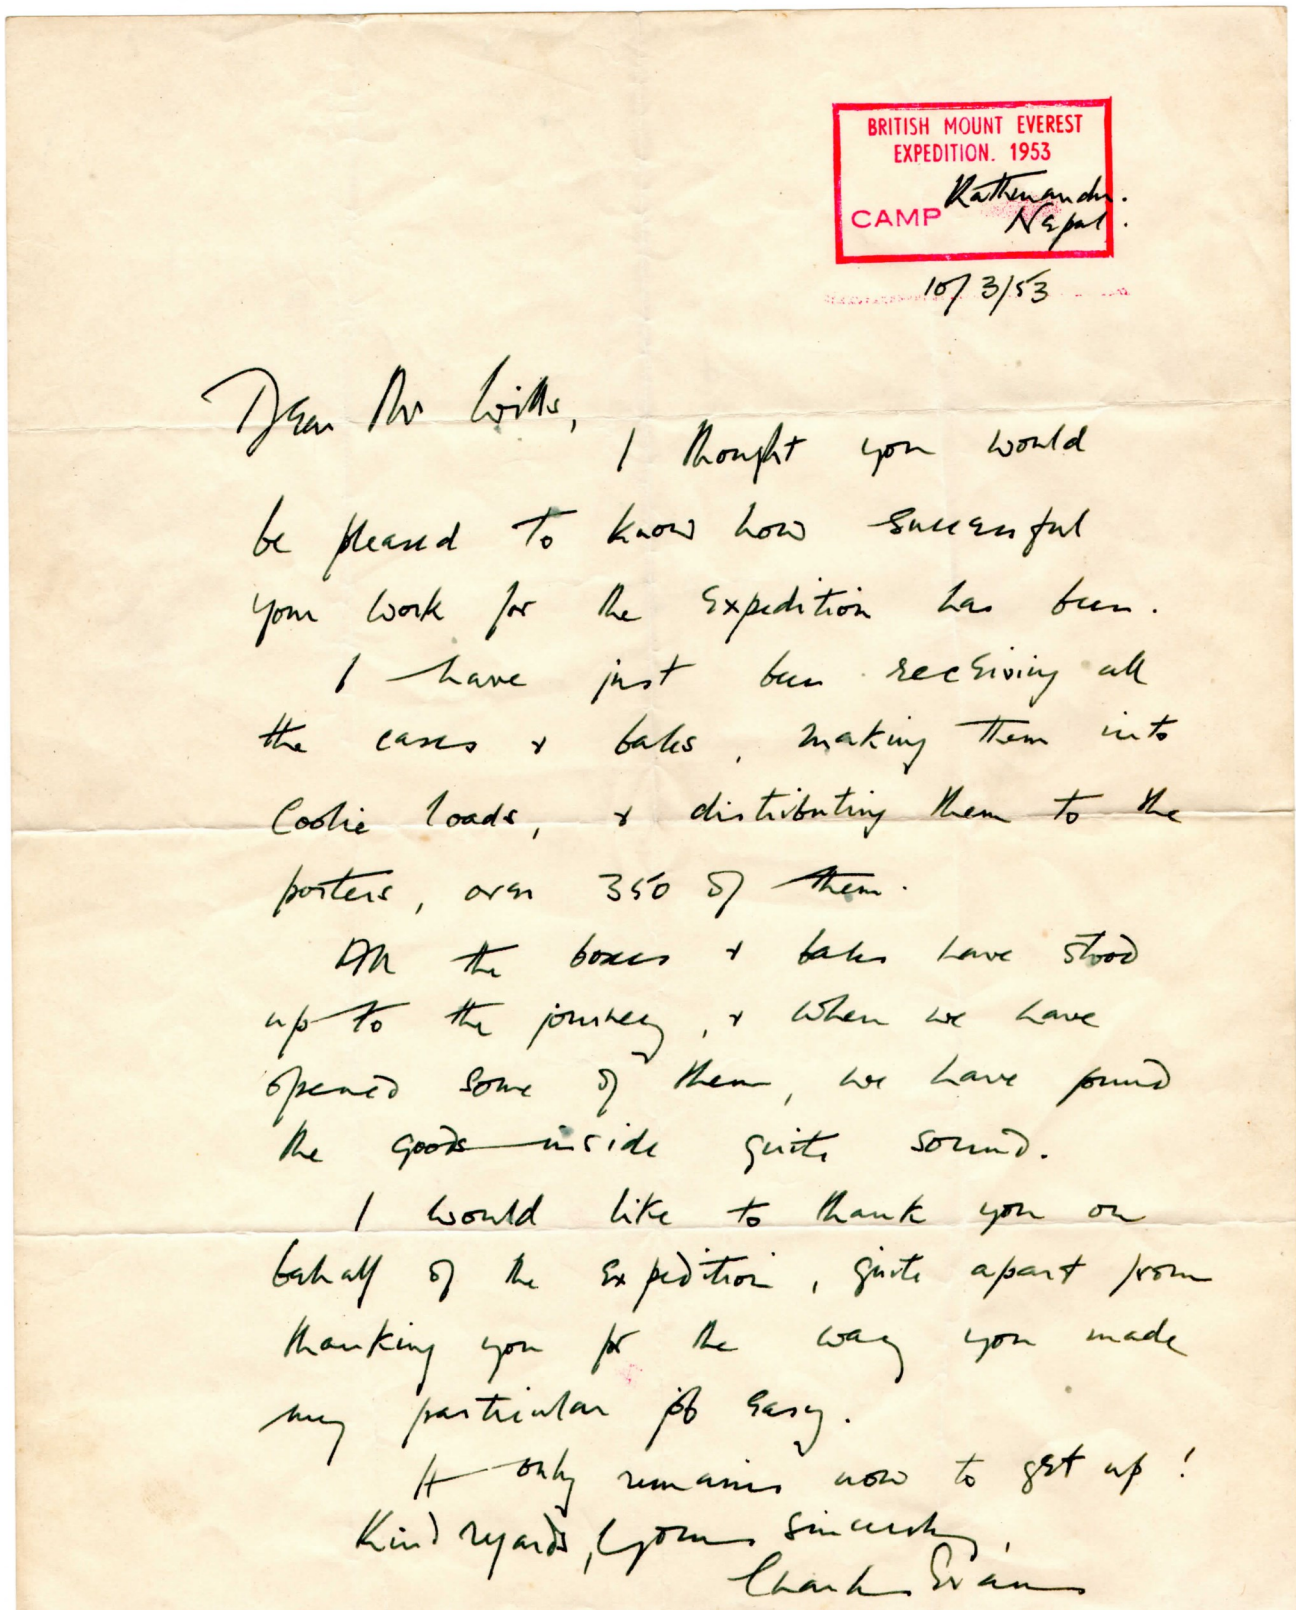 BRITISH MOUNT EVEREST
EXPEDITION. 1953
CAMP Kathmandu.
Nepal.
10/3/53
Dear Mr Wills,
I thought you would
be pleased to know how successful
your work for the Expedition has been.
I have just been receiving all
the cases & bales, making them into
Coolie loads, & distributing them to the
porters, over 350 of them.
All the boxes & bales have stood
up to the journey, & when we have
opened some of them, we have found
the goods inside quite sound.
I would like to thank you on
behalf of the Expedition, quite apart from
thanking you for the way you made
my particular job easy.
It only remains now to get up!
Kind regards, Yours sincerely,
Charles Evans